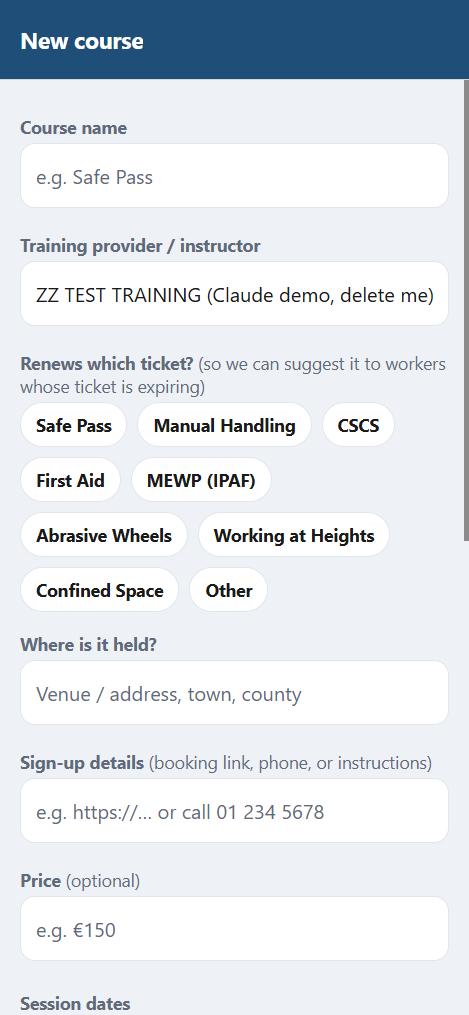 New course
Course name
e.g. Safe Pass
Training provider / instructor
ZZ TEST TRAINING (Claude demo, delete me)
Renews which ticket? (so we can suggest it to workers
whose ticket is expiring)
Safe Pass Manual Handling CSCS
First Aid MEWP (IPAF)
Abrasive Wheels Working at Heights
Confined Space Other
Where is it held?
Venue / address, town, county
Sign-up details (booking link, phone, or instructions)
e.g. https://... or call 01 234 5678
Price (optional)
e.g. €150
Session dates